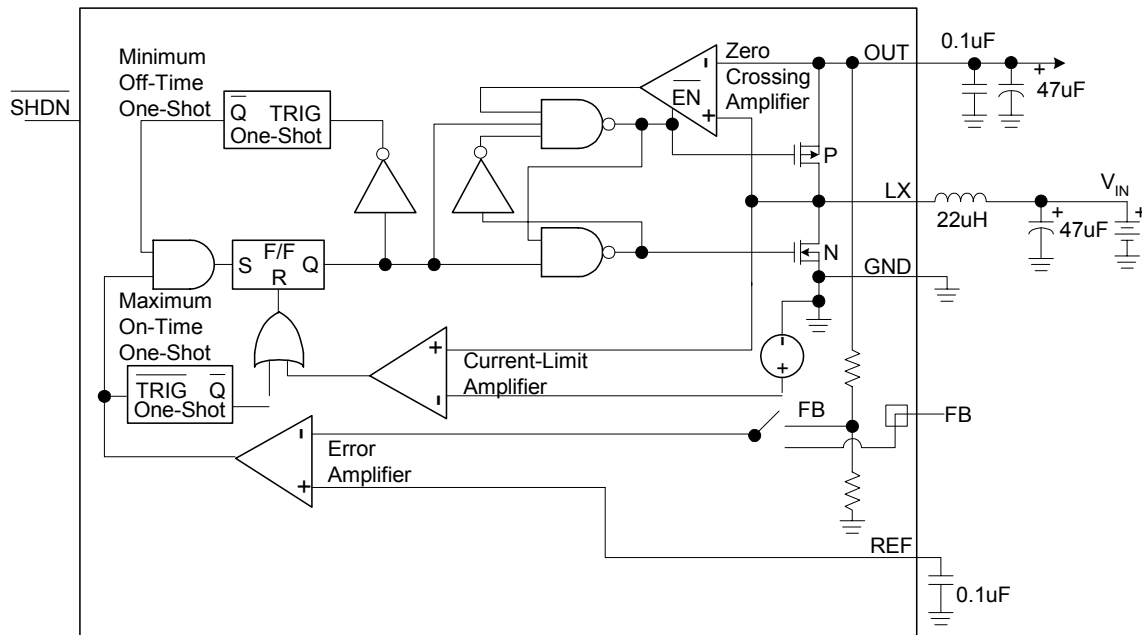 Minimum
Off-Time
One-Shot
SHDN
Q TRIG
One-Shot
EN
Zero
Crossing
Amplifier
-
+
OUT
0.1uF
+
47uF
P
LX
22uH
VIN
+
47uF
+
N
GND
S F/F Q
R
Maximum
On-Time
One-Shot
TRIG Q
One-Shot
+
-
Current-Limit
Amplifier
-
+
FB
FB
-
+
Error
Amplifier
REF
0.1uF